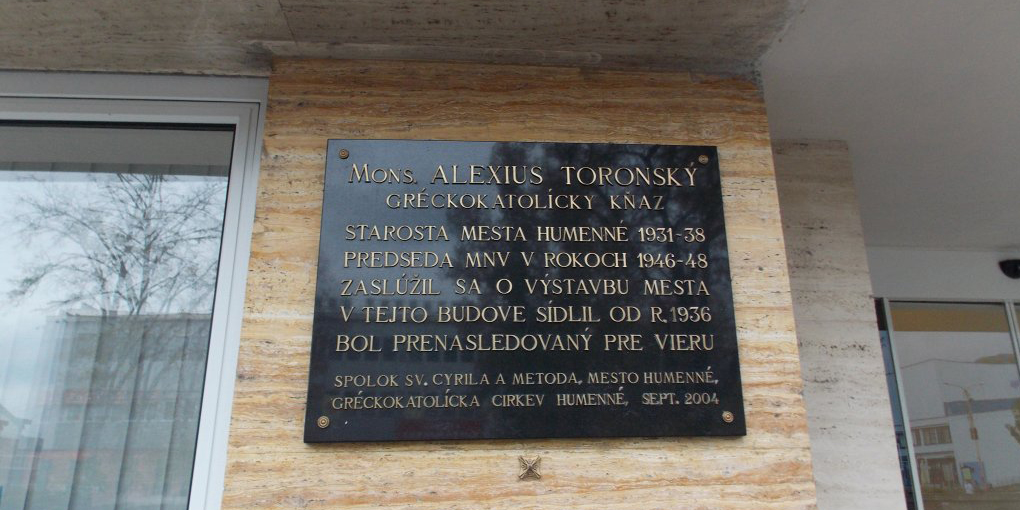 Mons. ALEXIUS TORONSKÝ
GRÉCKOKATOLÍCKY KŇAZ
STAROSTA MESTA HUMENNÉ 1931-38
PREDSEDA MNV V ROKOCH 1946-48
ZASLÚŽIL SA O VÝSTAVBU MESTA
V TEJTO BUDOVE SÍDLIL OD R. 1936
BOL PRENASLEDOVANÝ PRE VIERU
SPOLOK SV. CYRILA A METODA, MESTO HUMENNÉ,
GRÉCKOKATOLÍCKA CIRKEV HUMENNÉ, SEPT. 2004